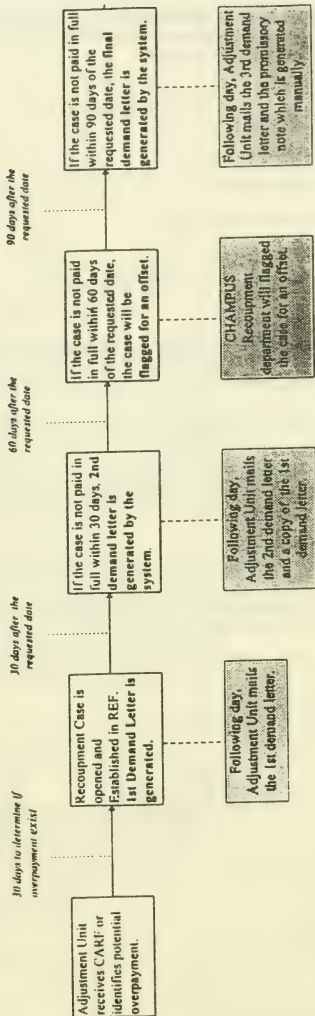 30 days to determine if
overpayment exist
30 days after the
requested date
60 days after the
requested date
90 days after the
requested date
Adjustment Unit
receives CARF or
identifies potential
overpayment.
Recoupment Case is
opened and
Established in REF.
1st Demand Letter is
generated.
If the case is not paid in
full within 30 days, 2nd
demand letter is
generated by the
system.
If the case is not paid
in full within 60 days
of the requested date,
the case will be
flagged for an offset.
If the case is not paid in full
within 90 days of the
requested date, the final
demand letter is
generated by the system.
Following day,
Adjustment Unit mails
the 1st demand letter.
Following day,
Adjustment Unit mails
the 2nd demand letter
and a copy of the 1st
demand letter.
CHAMPUS
Recoupment
department will flagged
the case for an offset.
Following day, Adjustment
Unit mails the 3rd demand
letter and the promissory
note which is generated
manually.